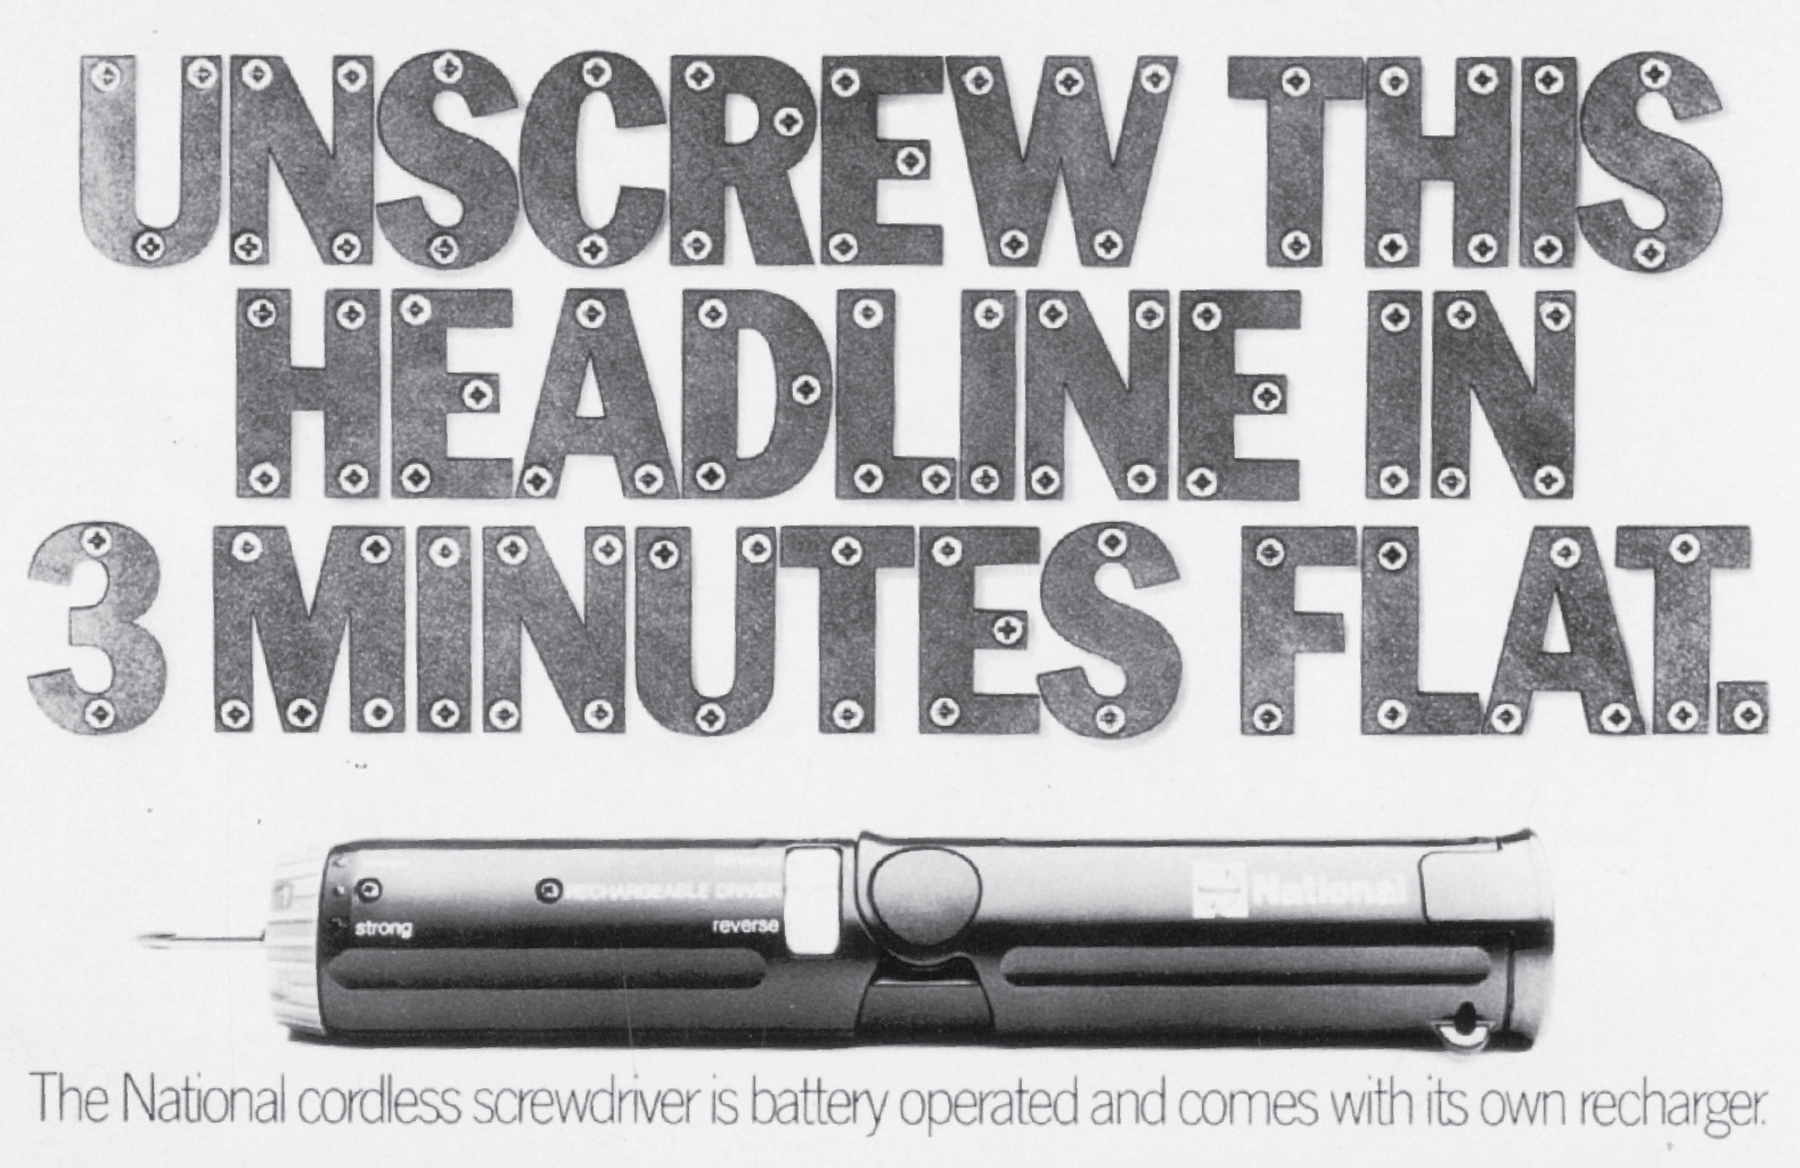 UNSCREW THIS
HEADLINE IN
3 MINUTES FLAT.
RECHARGEABLE DRIVER
strong
reverse
National
The National cordless screwdriver is battery operated and comes with its own recharger.